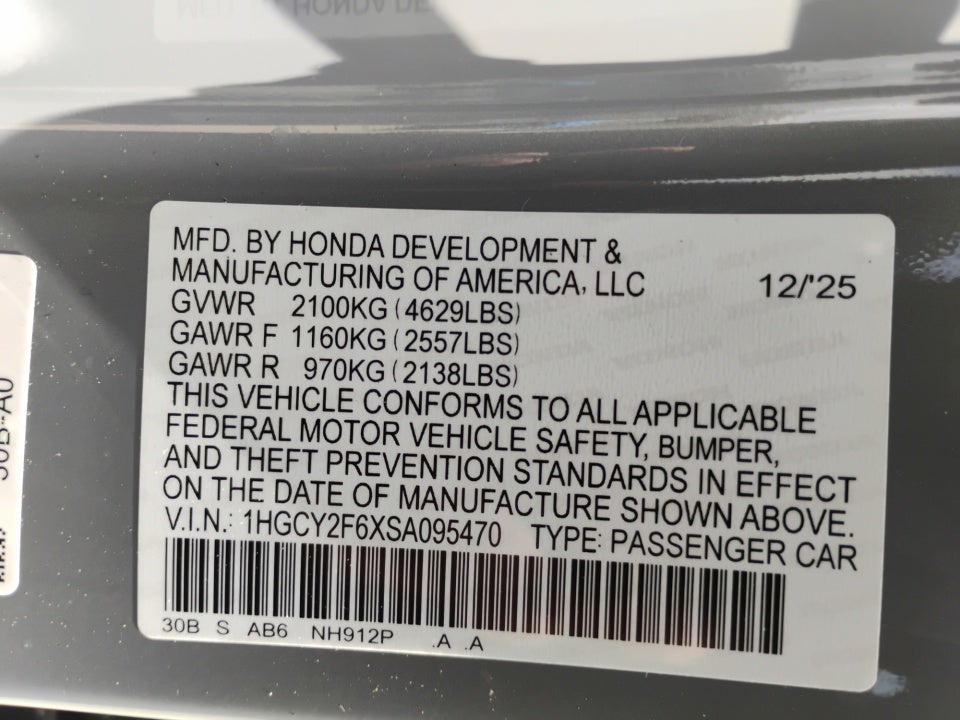 MFD. BY HONDA DEVELOPMENT &
MANUFACTURING OF AMERICA, LLC 12/'25
GVWR 2100KG (4629LBS)
GAWR F 1160KG (2557LBS)
GAWR R 970KG (2138LBS)
THIS VEHICLE CONFORMS TO ALL APPLICABLE
FEDERAL MOTOR VEHICLE SAFETY, BUMPER,
AND THEFT PREVENTION STANDARDS IN EFFECT
ON THE DATE OF MANUFACTURE SHOWN ABOVE.
V.I.N.: 1HGCY2F6XSA095470 TYPE: PASSENGER CAR
30B S AB6 NH912P .A .A